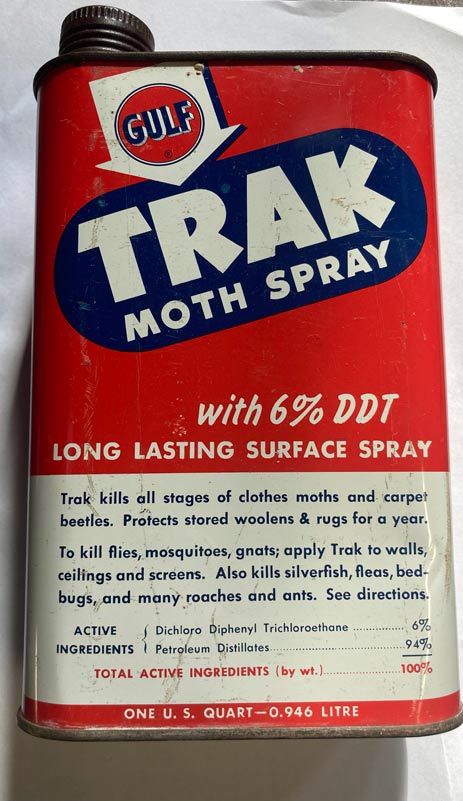 GULF
®
TRAK
MOTH SPRAY
with 6% DDT
LONG LASTING SURFACE SPRAY
Trak kills all stages of clothes moths and carpet
beetles. Protects stored woolens & rugs for a year.
To kill flies, mosquitoes, gnats; apply Trak to walls,
ceilings and screens. Also kills silverfish, fleas, bed-
bugs, and many roaches and ants. See directions.
ACTIVE INGREDIENTS { Dichloro Diphenyl Trichloroethane ............... 6%
Petroleum Distillates ............... 94%
TOTAL ACTIVE INGREDIENTS (by wt.) ............... 100%
ONE U. S. QUART—0.946 LITRE